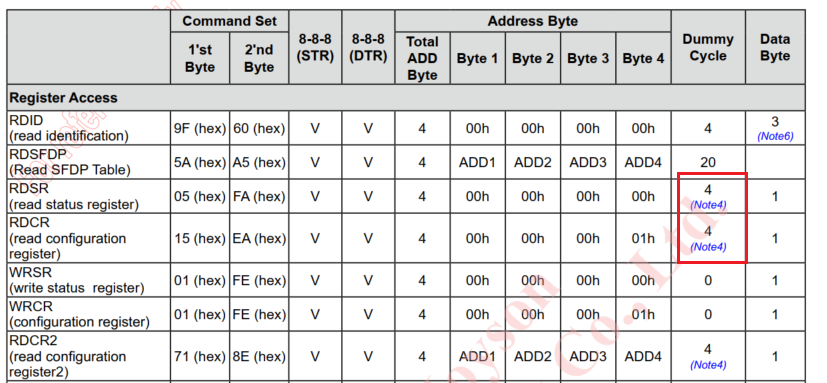 Command Set Address Byte
1'st Byte 2'nd Byte 8-8-8 (STR) 8-8-8 (DTR) Total ADD Byte Byte 1 Byte 2 Byte 3 Byte 4 Dummy Cycle Data Byte
Register Access
RDID (read identification) 9F (hex) 60 (hex) V V 4 00h 00h 00h 00h 4 3 (Note6)
RDSFDP (Read SFDP Table) 5A (hex) A5 (hex) V V 4 ADD1 ADD2 ADD3 ADD4 20
RDSR (read status register) 05 (hex) FA (hex) V V 4 00h 00h 00h 00h 4 (Note4) 1
RDCR (read configuration register) 15 (hex) EA (hex) V V 4 00h 00h 00h 01h 4 (Note4) 1
WRSR (write status register) 01 (hex) FE (hex) V V 4 00h 00h 00h 00h 0 1
WRCR (configuration register) 01 (hex) FE (hex) V V 4 00h 00h 00h 01h 0 1
RDCR2 (read configuration register2) 71 (hex) 8E (hex) V V 4 ADD1 ADD2 ADD3 ADD4 4 (Note4) 1
Co., Ltd.